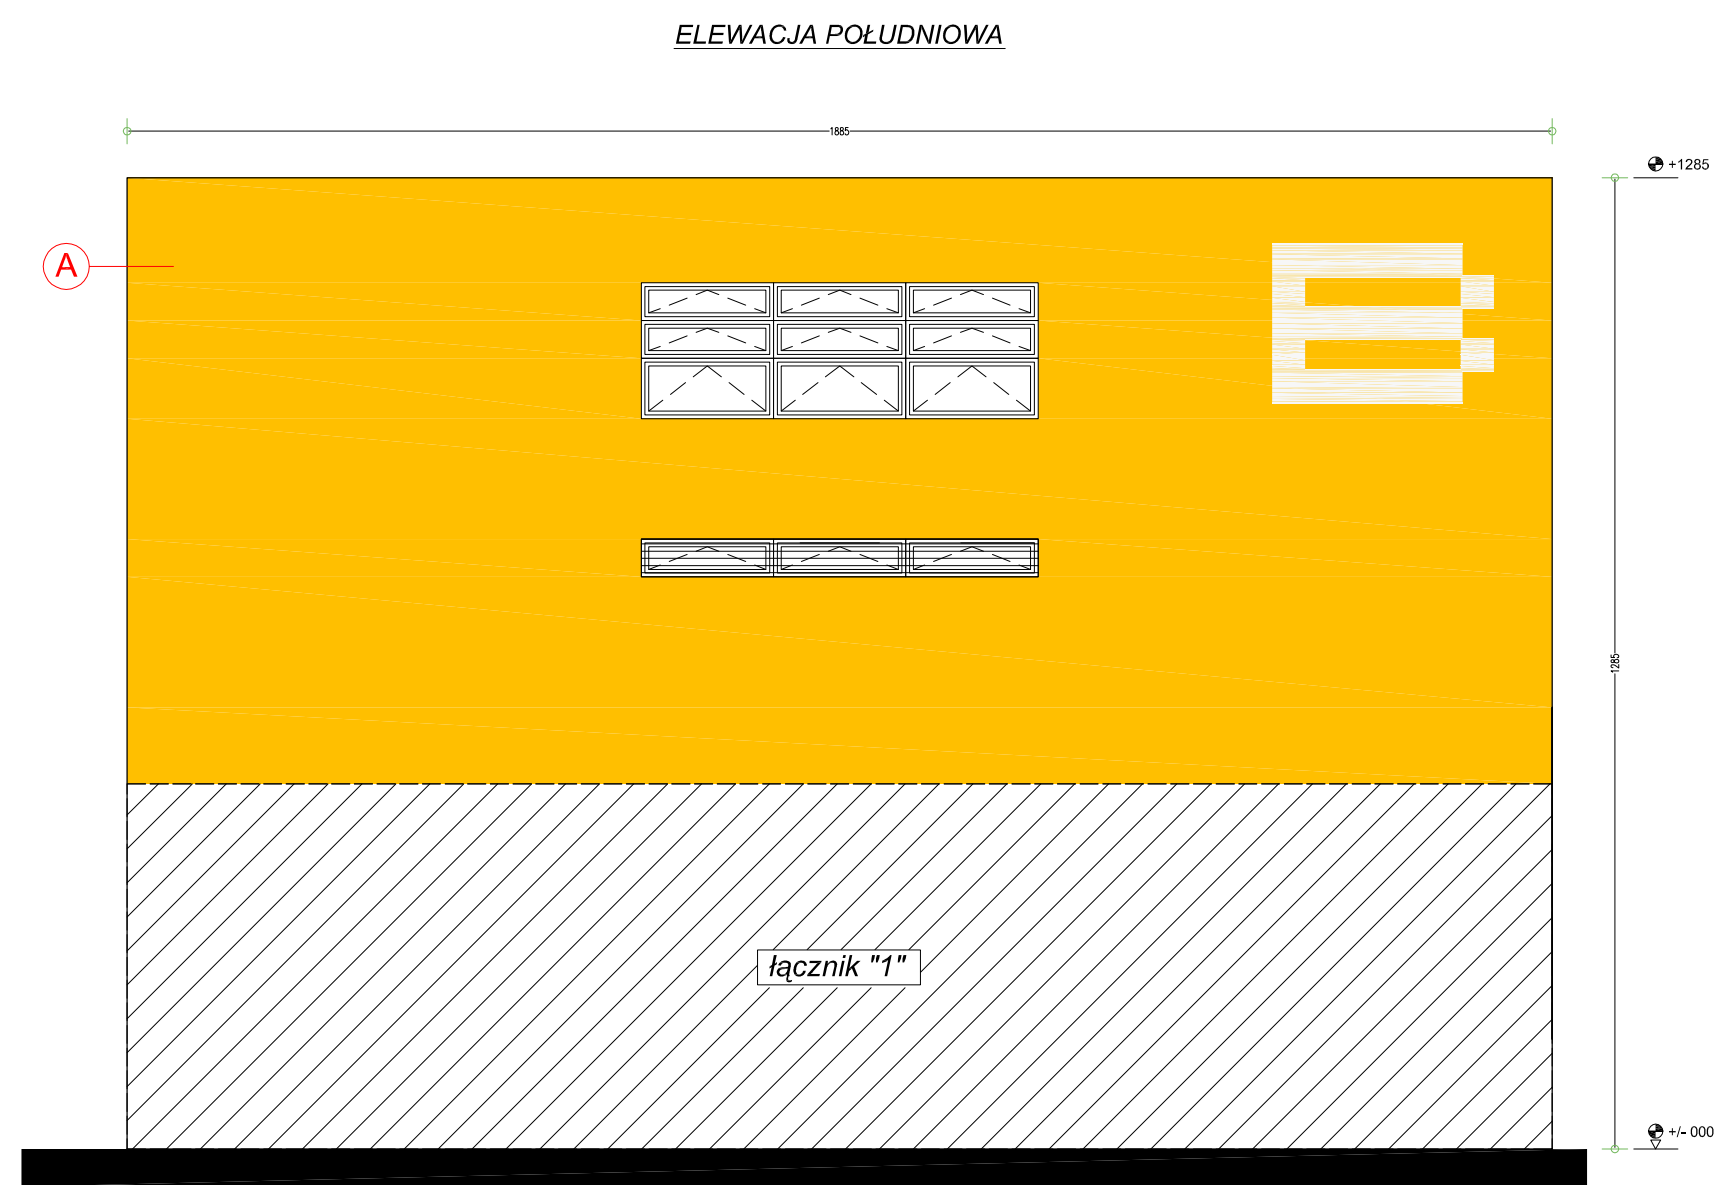 ELEWACJA POŁUDNIOWA
1885
+1285
A
B
1285
łącznik "1"
+/- 000